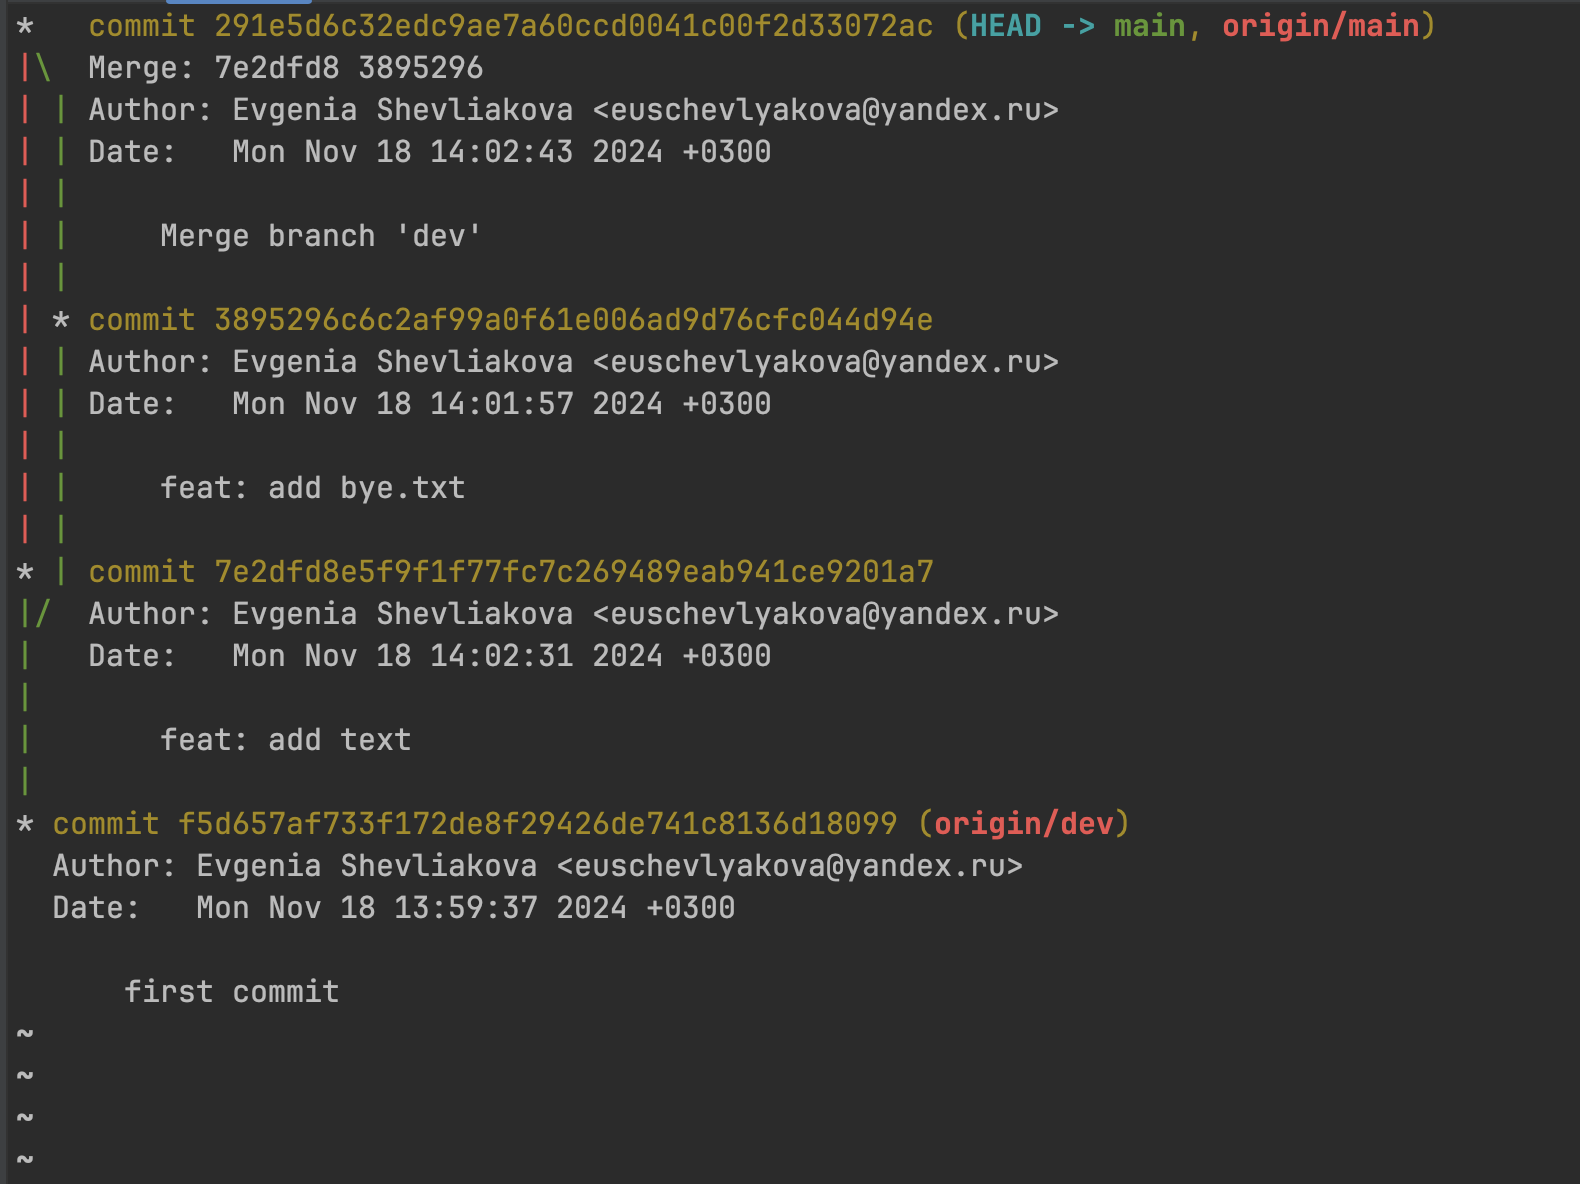 *   commit 291e5d6c32edc9ae7a60ccd0041c00f2d33072ac (HEAD -> main, origin/main)
|\  Merge: 7e2dfd8 3895296
| | Author: Evgenia Shevliakova <euschevlyakova@yandex.ru>
| | Date:   Mon Nov 18 14:02:43 2024 +0300
| |
| |     Merge branch 'dev'
| |
| * commit 3895296c6c2af99a0f61e006ad9d76cfc044d94e
| | Author: Evgenia Shevliakova <euschevlyakova@yandex.ru>
| | Date:   Mon Nov 18 14:01:57 2024 +0300
| |
| |     feat: add bye.txt
| |
* | commit 7e2dfd8e5f9f1f77fc7c269489eab941ce9201a7
|/  Author: Evgenia Shevliakova <euschevlyakova@yandex.ru>
|   Date:   Mon Nov 18 14:02:31 2024 +0300
|
|       feat: add text
|
* commit f5d657af733f172de8f29426de741c8136d18099 (origin/dev)
  Author: Evgenia Shevliakova <euschevlyakova@yandex.ru>
  Date:   Mon Nov 18 13:59:37 2024 +0300

      first commit
~
~
~
~